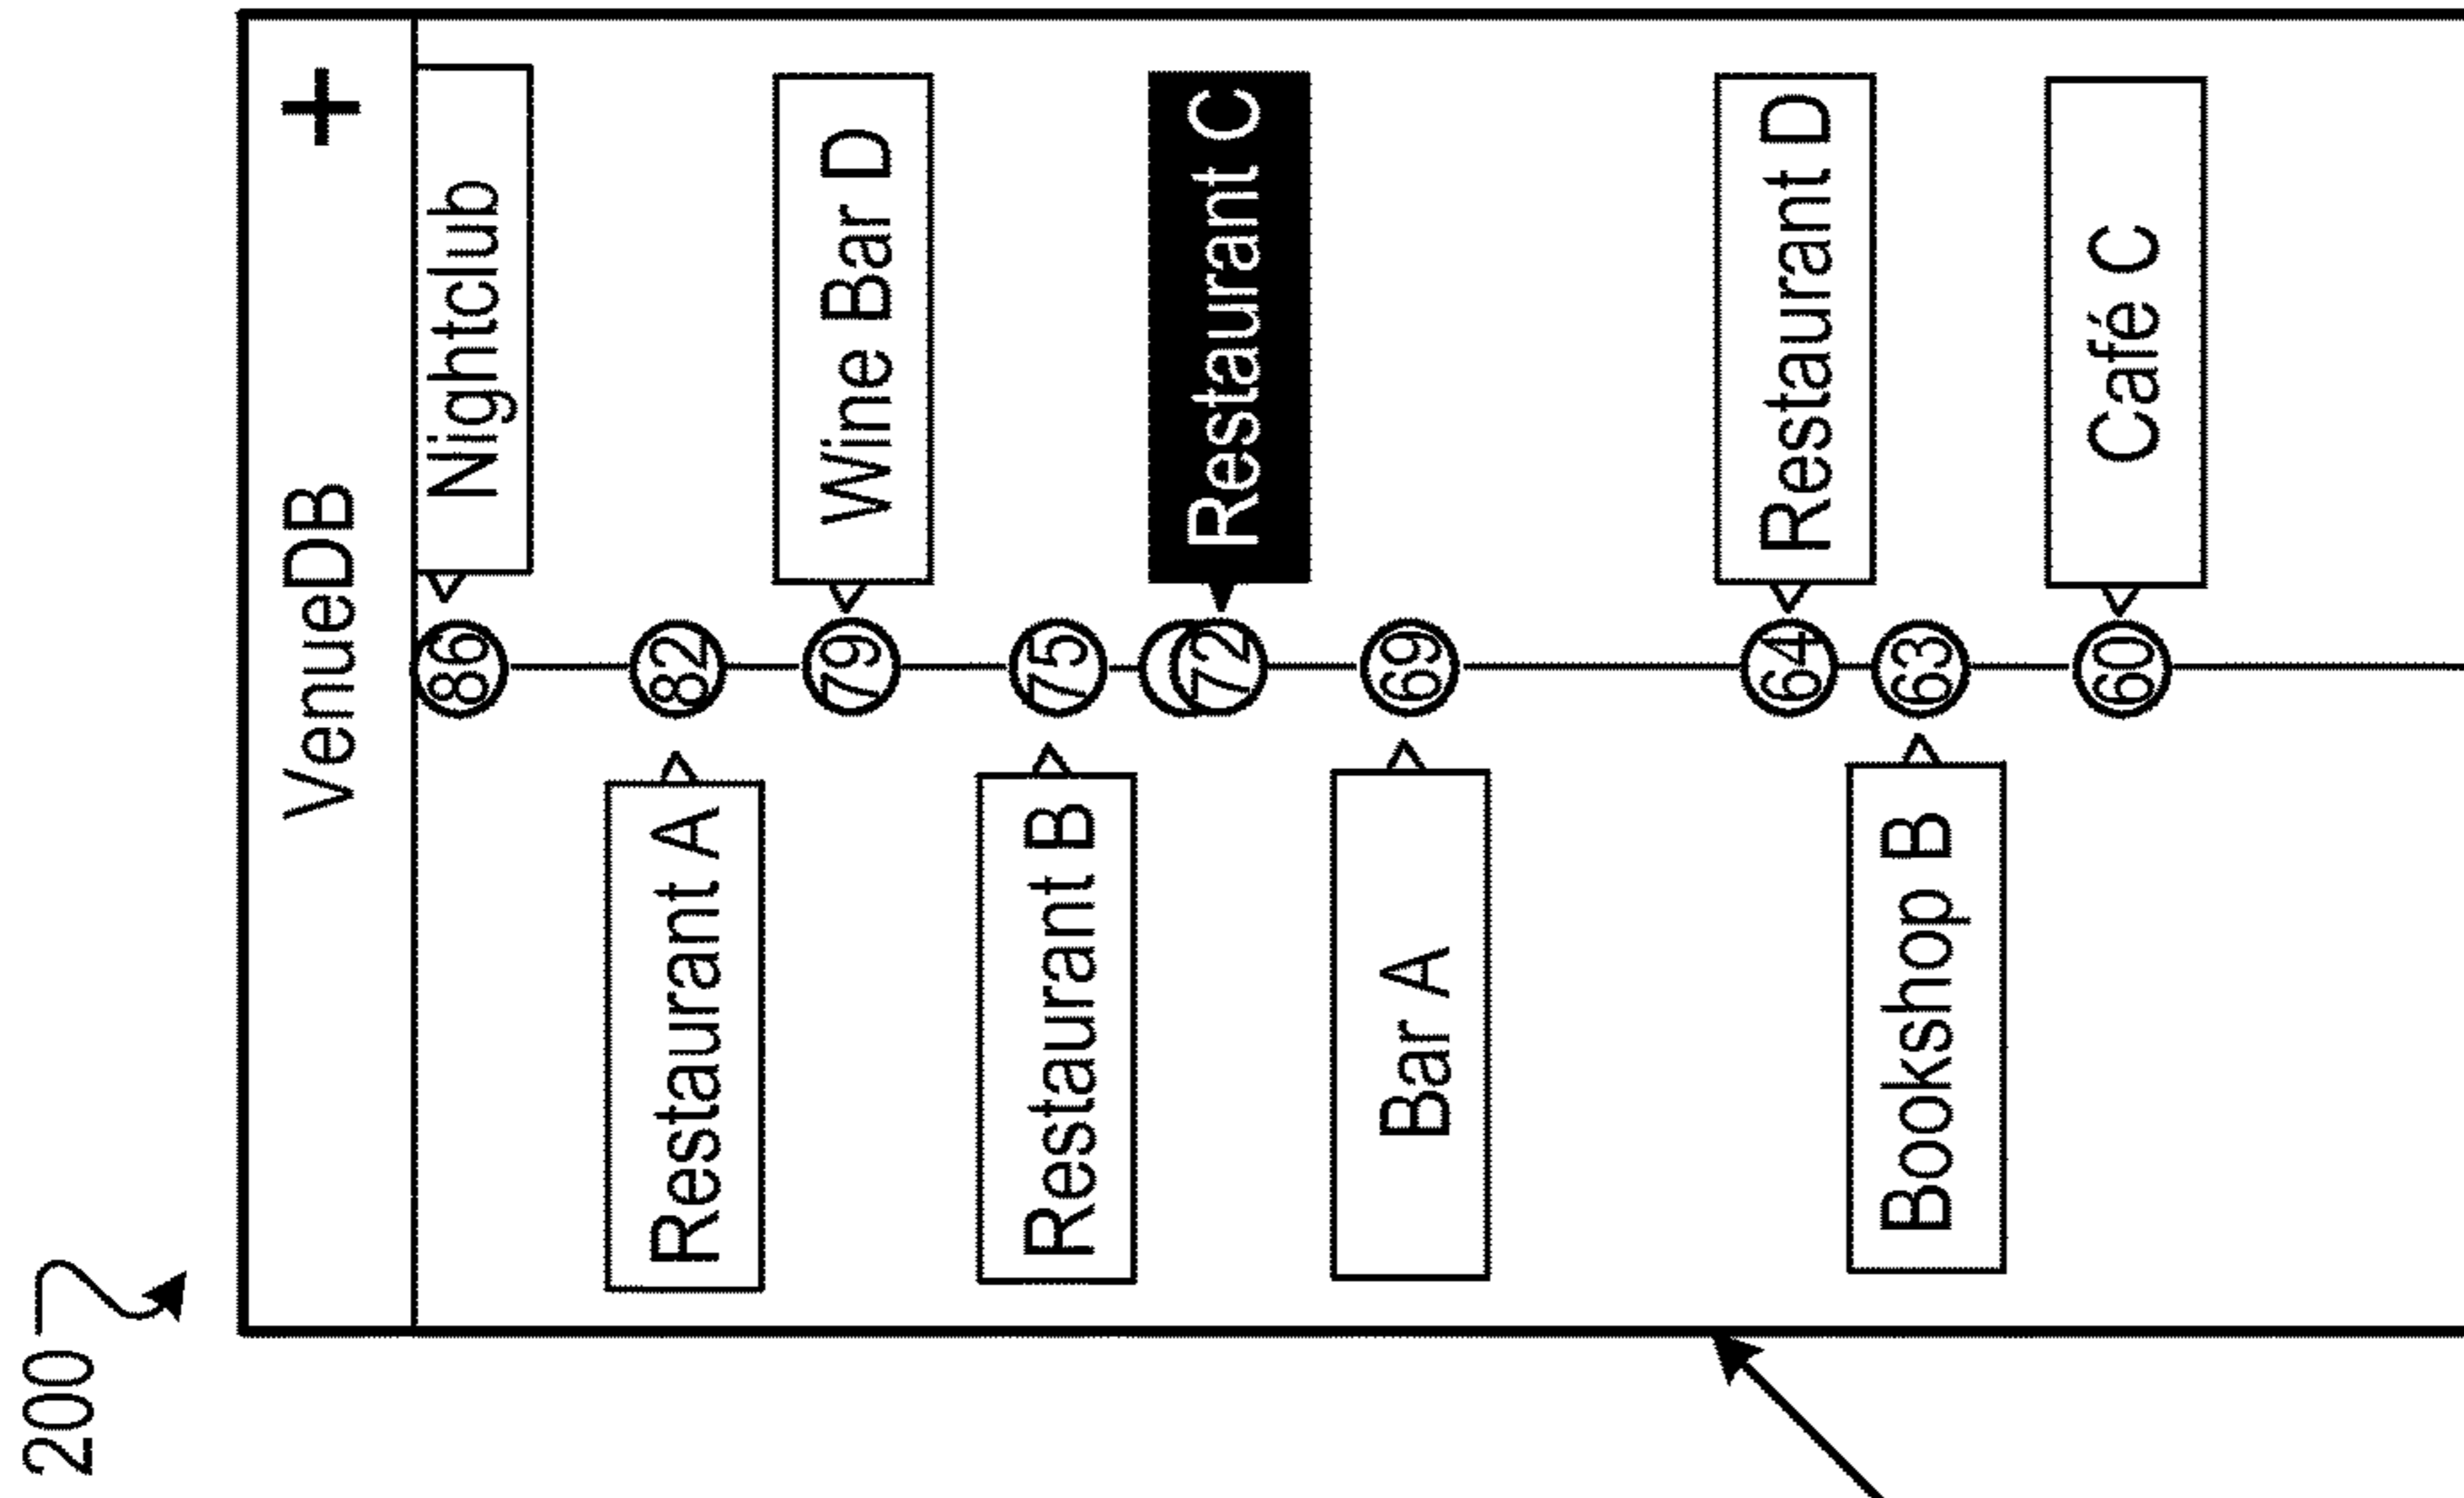 200
VenueDB +
Nightclub
86
82
Restaurant A
Wine Bar D
79
75
Restaurant B
Restaurant C
72
69
Bar A
Restaurant D
64
63
Bookshop B
Café C
60